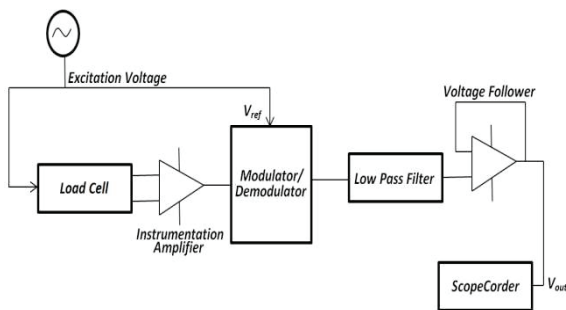 Excitation Voltage
Voltage Follower
Vref
Load Cell
Modulator/
Demodulator
Low Pass Filter
Instrumentation
Amplifier
ScopeCorder
Vout